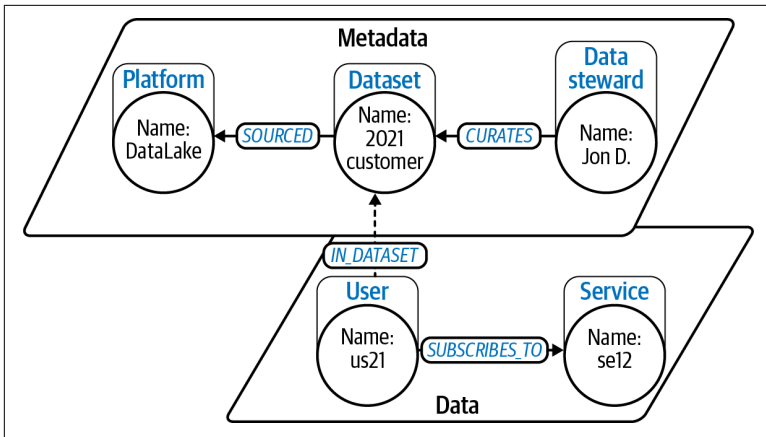 Metadata
Platform
Name:
DataLake
SOURCED
Dataset
Name:
2021
customer
CURATES
Data
steward
Name:
Jon D.
IN_DATASET
User
Name:
us21
SUBSCRIBES_TO
Service
Name:
se12
Data